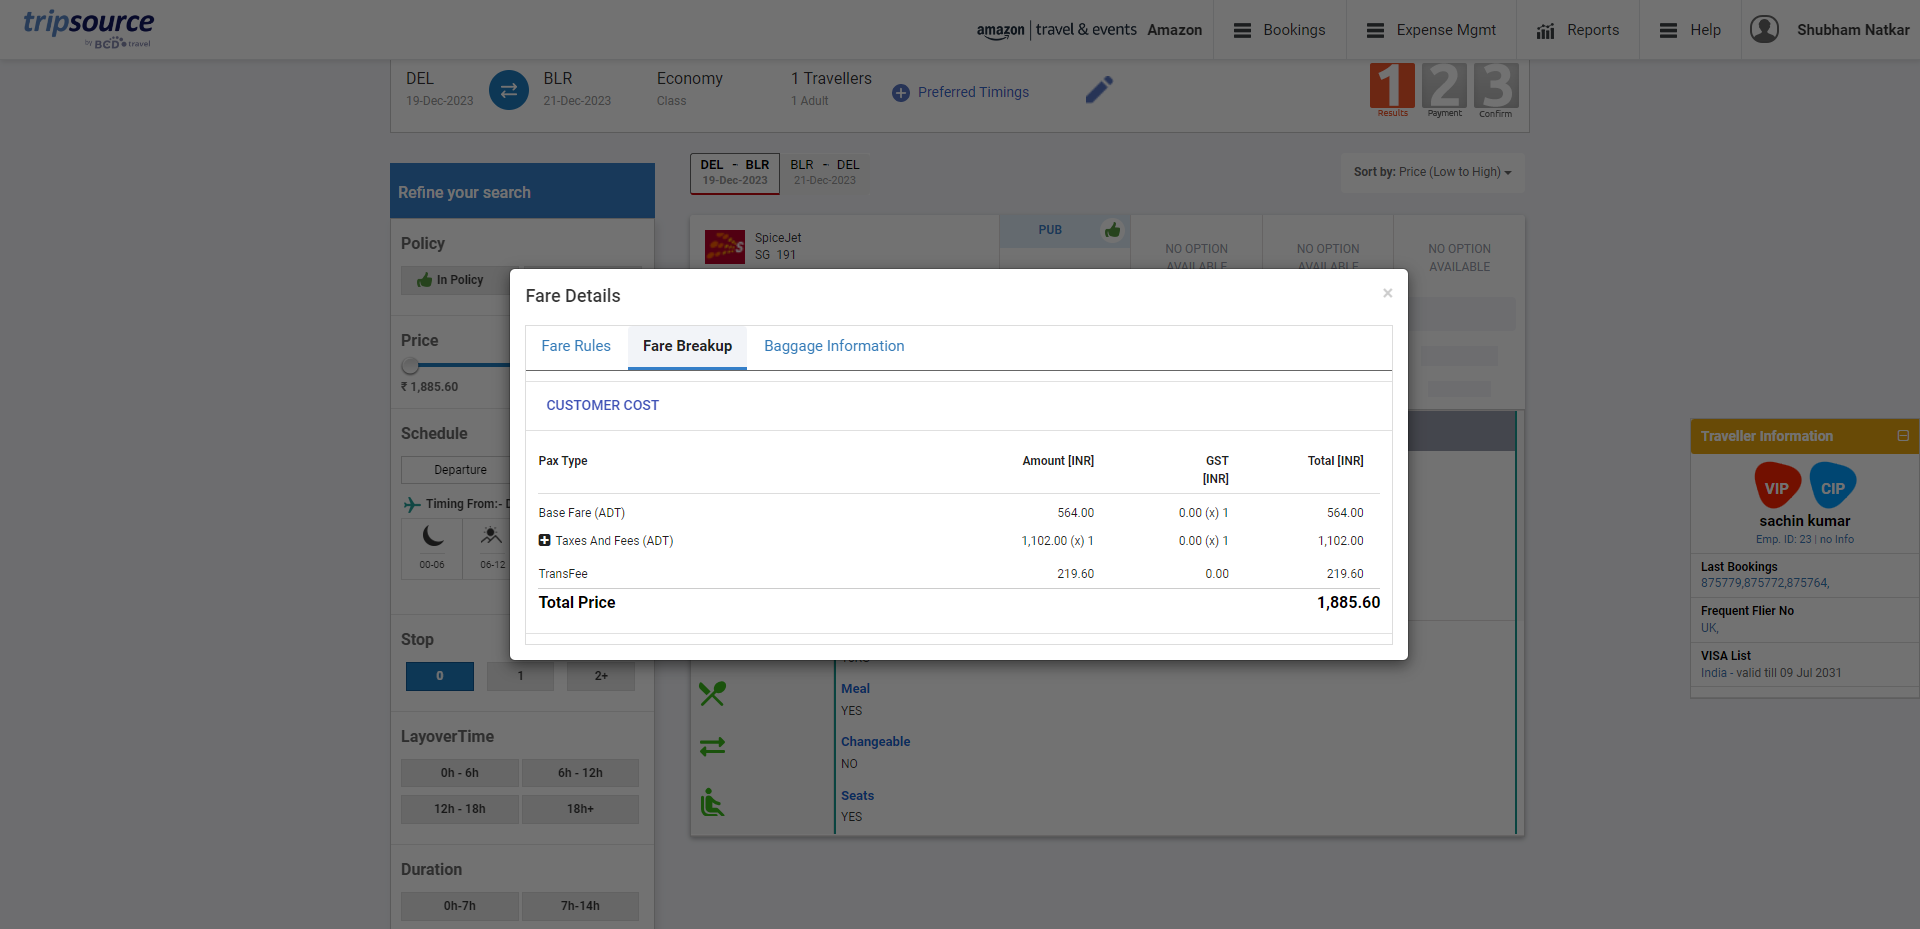 tripsource
by BCD travel
amazon travel & events Amazon
Bookings
Expense Mgmt
Reports
Help
Shubham Natkar
DEL
19-Dec-2023
BLR
21-Dec-2023
Economy
Class
1 Travellers
1 Adult
Preferred Timings
1 2 3
Results Payment Confirm
Refine your search
DEL - BLR
19-Dec-2023
BLR - DEL
21-Dec-2023
Sort by: Price (Low to High)
Policy
In Policy
Price
₹ 1,885.60
Schedule
Departure
Timing From:-
00-06
06-12
Stop
0
1
2+
LayoverTime
0h - 6h
6h - 12h
12h - 18h
18h+
Duration
0h-7h
7h-14h
SpiceJet
SG 191
PUB
NO OPTION
AVAILABLE
NO OPTION
AVAILABLE
NO OPTION
AVAILABLE
Fare Details
×
Fare Rules
Fare Breakup
Baggage Information
CUSTOMER COST
Pax Type Amount [INR] GST [INR] Total [INR]
Base Fare (ADT) 564.00 0.00 (x) 1 564.00
Taxes And Fees (ADT) 1,102.00 (x) 1 0.00 (x) 1 1,102.00
TransFee 219.60 0.00 219.60
Total Price 1,885.60
Meal
YES
Changeable
NO
Seats
YES
Traveller Information
VIP
CIP
sachin kumar
Emp. ID: 23 | no Info
Last Bookings
875779,875772,875764,
Frequent Flier No
UK,
VISA List
India - valid till 09 Jul 2031